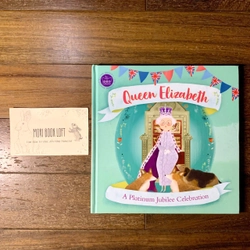 Queen Elizabeth
A Platinum Jubilee Celebration
MINI BOOK LOFT